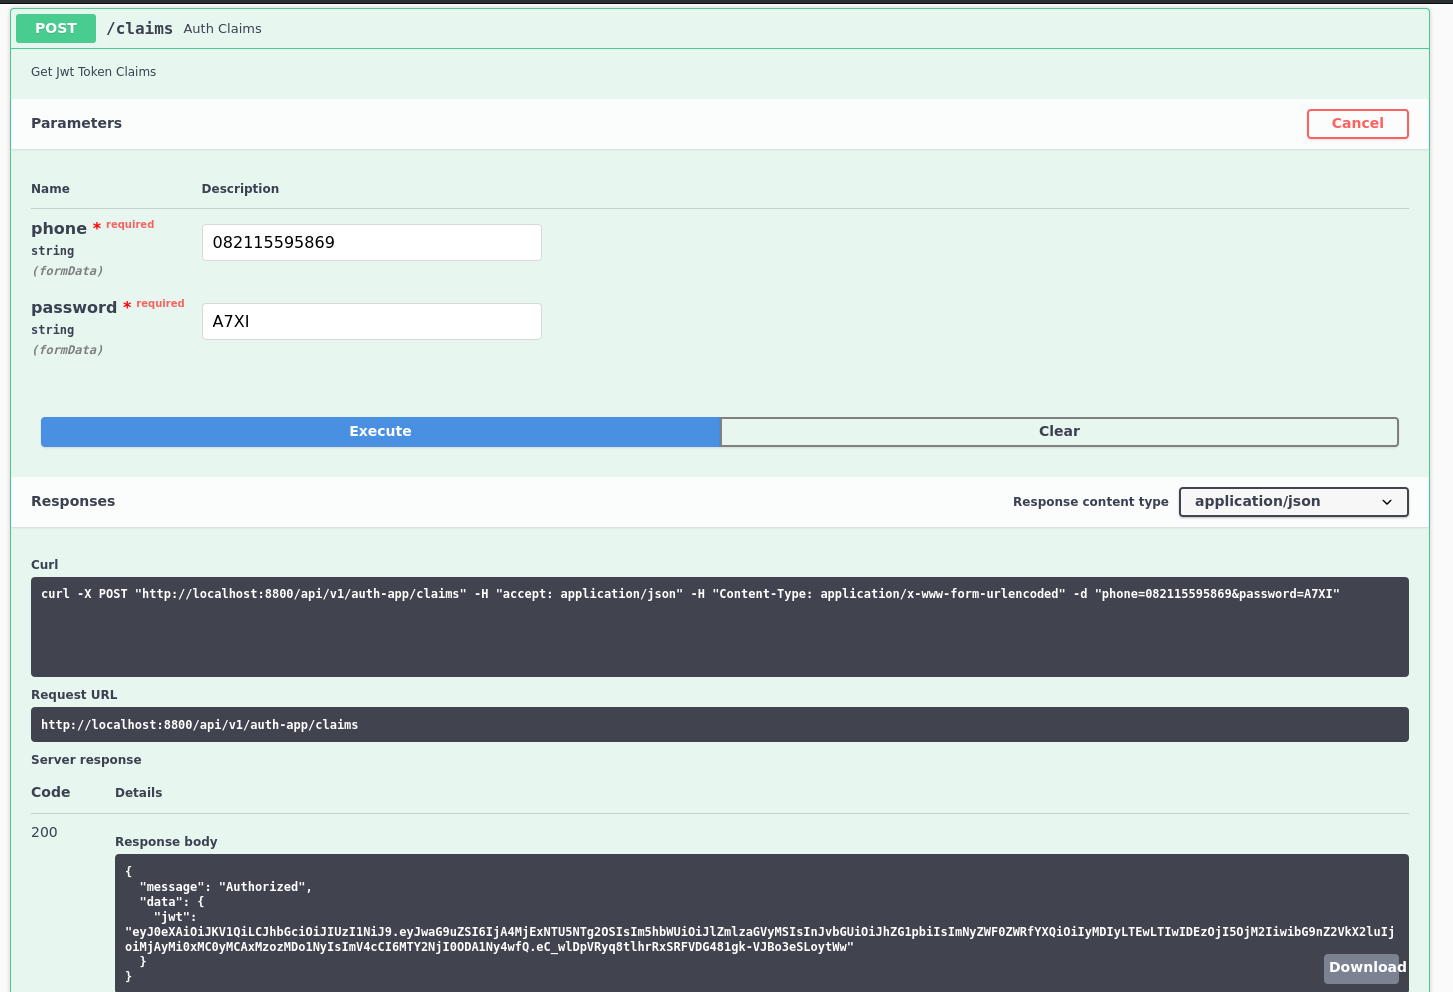 POST /claims Auth Claims
Get Jwt Token Claims
Parameters
Cancel
Name Description
phone * required
string
(formData)
082115595869
password * required
string
(formData)
A7XI
Execute
Clear
Responses
Response content type
application/json
Curl
curl -X POST "http://localhost:8800/api/v1/auth-app/claims" -H "accept: application/json" -H "Content-Type: application/x-www-form-urlencoded" -d "phone=082115595869&password=A7XI"
Request URL
http://localhost:8800/api/v1/auth-app/claims
Server response
Code Details
200
Response body
{
"message": "Authorized",
"data": {
"jwt":
"eyJ0eXAiOiJKV1QiLCJhbGciOiJIUzI1NiJ9.eyJwaG9uZSI6IjA4MjExNTU5NTg2OSIsIm5hbWUiOiJlZmlzaGVyMSIsInJvbGUiOiJhZG1pbiIsImNyZWF0ZWRfYXQiOiIyMDIyLTEwLTIwIDEzOjI5OjM2IiwibG9nZ2VkX2luIj
oiMjAyMi0xMC0yMCAxMzozMDo1NyIsImV4cCI6MTY2NjI0ODA1Ny4wfQ.eC_wlDpVRyq8tlhrRxSRFVDG481gk-VJBo3eSLoytWw"
}
}
Download